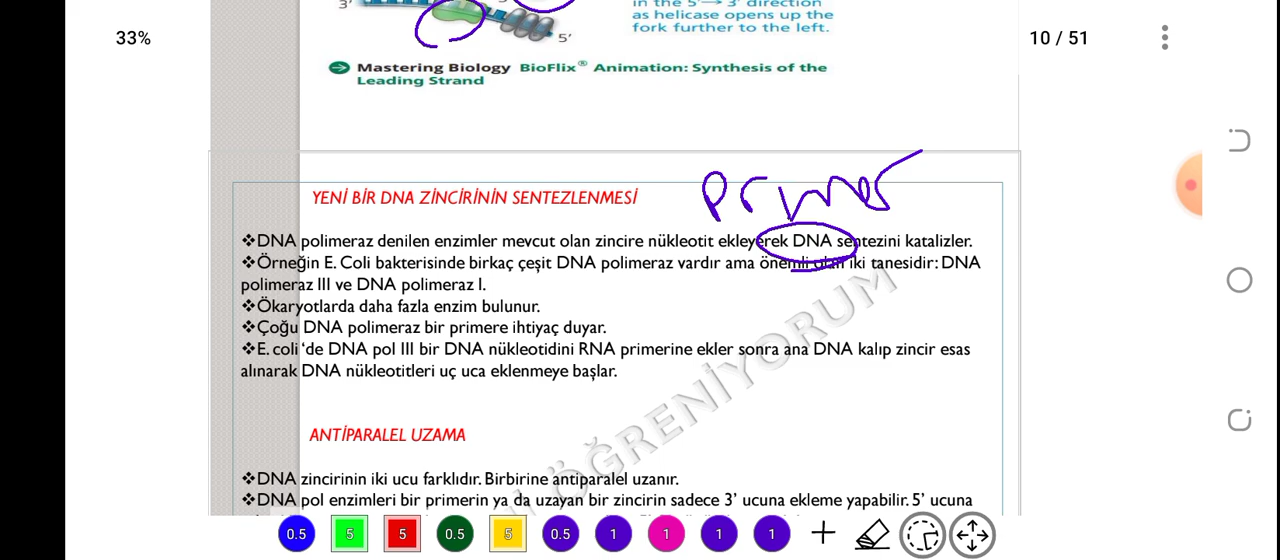 3'
in the 5'→ 3' direction
as helicase opens up the
fork further to the left.
5'
33%
10 / 51
Mastering Biology BioFlix® Animation: Synthesis of the
Leading Strand
Primer
YENİ BİR DNA ZİNCİRİNİN SENTEZLENMESİ
❖DNA polimeraz denilen enzimler mevcut olan zincire nükleotit ekleyerek DNA sentezini katalizler.
❖Örneğin E. Coli bakterisinde birkaç çeşit DNA polimeraz vardır ama önemli olan iki tanesidir: DNA
polimeraz III ve DNA polimeraz I.
❖Ökaryotlarda daha fazla enzim bulunur.
❖Çoğu DNA polimeraz bir primere ihtiyaç duyar.
❖E. coli 'de DNA pol III bir DNA nükleotidini RNA primerine ekler sonra ana DNA kalıp zincir esas
alınarak DNA nükleotitleri uç uca eklenmeye başlar.
ÖĞRENİYORUM
ANTİPARALEL UZAMA
❖DNA zincirinin iki ucu farklıdır. Birbirine antiparalel uzanır.
❖DNA pol enzimleri bir primerin ya da uzayan bir zincirin sadece 3' ucuna ekleme yapabilir. 5' ucuna
0.5 5 5 0.5 5 0.5 1 1 1 1